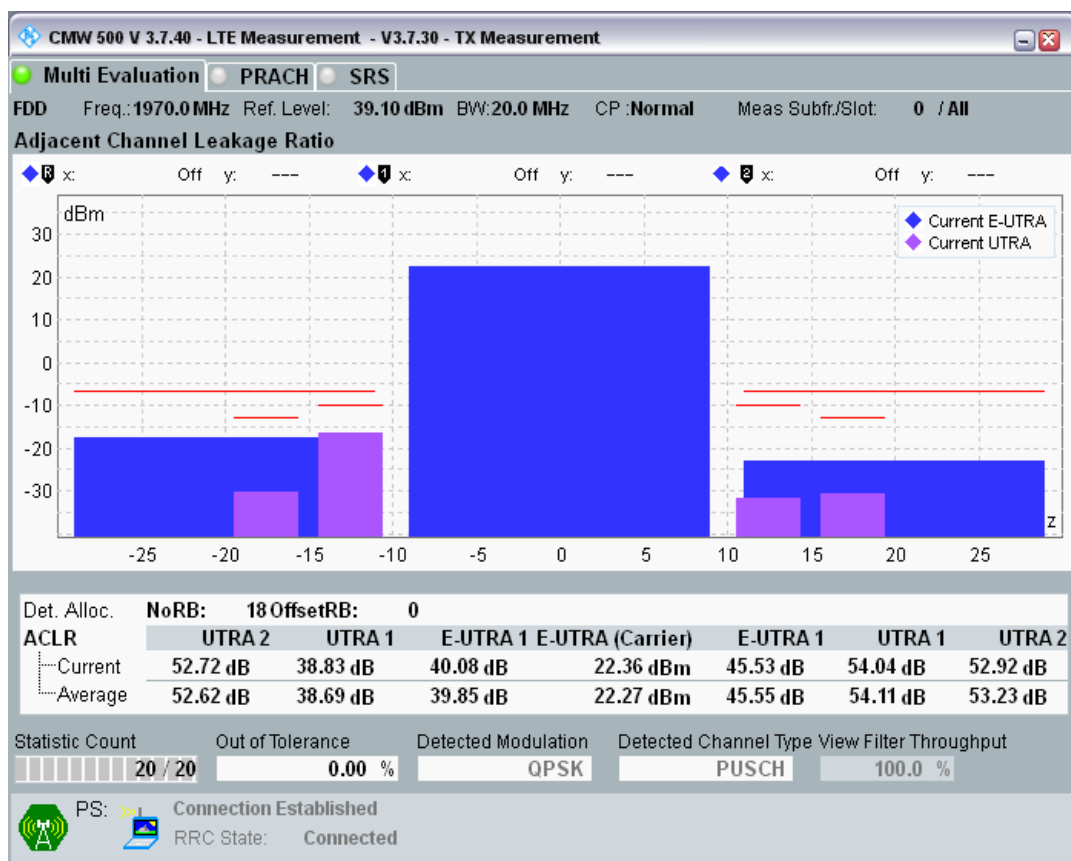 CMW 500 V 3.7.40 - LTE Measurement - V3.7.30 - TX Measurement
Multi Evaluation PRACH SRS
FDD Freq.: 1970.0 MHz Ref. Level: 39.10 dBm BW: 20.0 MHz CP :Normal Meas Subfr./Slot: 0 / All
Adjacent Channel Leakage Ratio
R x: Off y: --- 1 x: Off y: --- 2 x: Off y: ---
dBm
Current E-UTRA
Current UTRA
30
20
10
0
-10
-20
-30
z
-25 -20 -15 -10 -5 0 5 10 15 20 25
Det. Alloc. NoRB: 18 OffsetRB: 0
ACLR UTRA 2 UTRA 1 E-UTRA 1 E-UTRA (Carrier) E-UTRA 1 UTRA 1 UTRA 2
Current 52.72 dB 38.83 dB 40.08 dB 22.36 dBm 45.53 dB 54.04 dB 52.92 dB
Average 52.62 dB 38.69 dB 39.85 dB 22.27 dBm 45.55 dB 54.11 dB 53.23 dB
Statistic Count Out of Tolerance Detected Modulation Detected Channel Type View Filter Throughput
20 / 20 0.00 % QPSK PUSCH 100.0 %
PS: Connection Established
RRC State: Connected